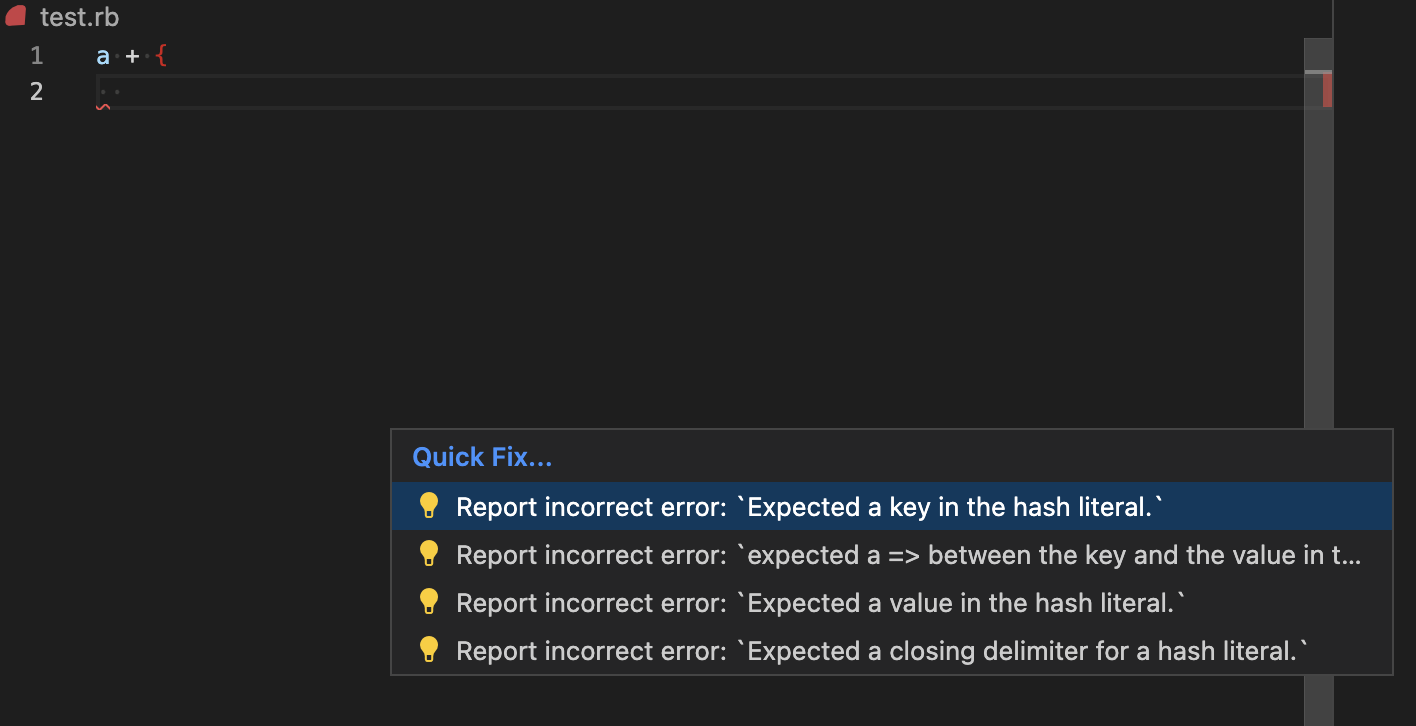 test.rb
1 a + {
2
Quick Fix...
Report incorrect error: `Expected a key in the hash literal.`
Report incorrect error: `expected a => between the key and the value in t...
Report incorrect error: `Expected a value in the hash literal.`
Report incorrect error: `Expected a closing delimiter for a hash literal.`